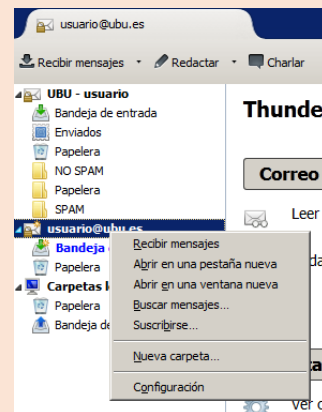 usuario@ubu.es
Recibir mensajes
Redactar
Charlar
UBU - usuario
Bandeja de entrada
Enviados
Papelera
NO SPAM
Papelera
SPAM
usuario@ubu.es
Bandeja
Papelera
Carpetas
Papelera
Bandeja de
Recibir mensajes
Abrir en una pestaña nueva
Abrir en una ventana nueva
Buscar mensajes...
Suscribirse...
Nueva carpeta...
Configuración
Thunde
Correo
Leer
Ver c